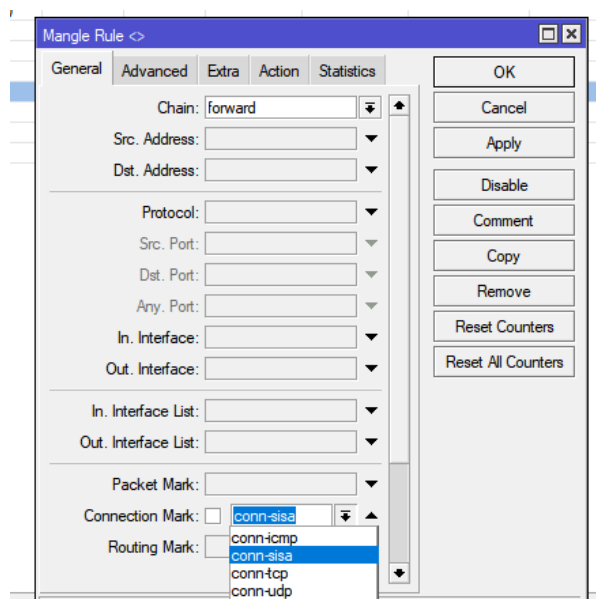 Mangle Rule <>
General Advanced Extra Action Statistics
OK
Chain: forward
Cancel
Src. Address:
Apply
Dst. Address:
Disable
Protocol:
Comment
Src. Port:
Copy
Dst. Port:
Remove
Any. Port:
Reset Counters
In. Interface:
Reset All Counters
Out. Interface:
In. Interface List:
Out. Interface List:
Packet Mark:
Connection Mark: conn-sisa
conn-icmp
Routing Mark:
conn-sisa
conn-tcp
conn-udp